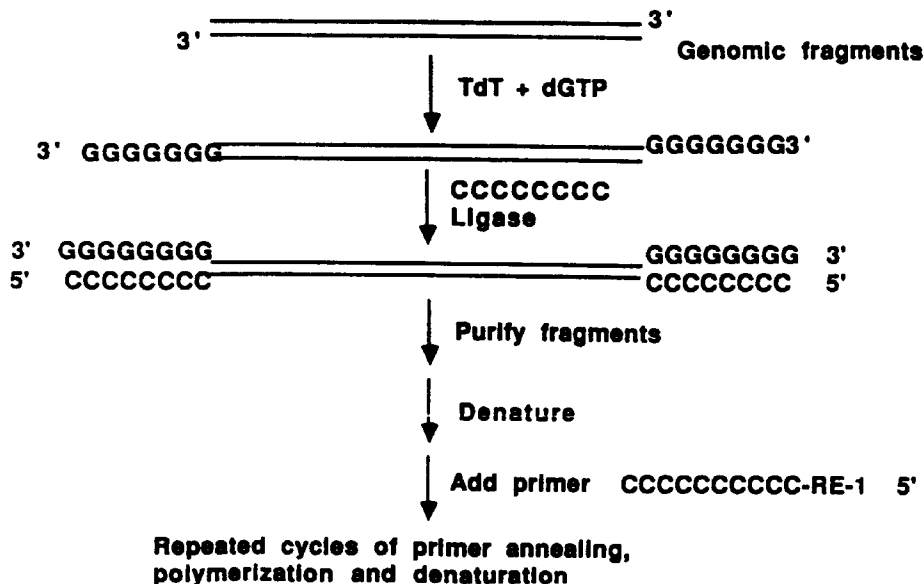 3'
3'
Genomic fragments
TdT + dGTP
3' GGGGGGG GGGGGGG3'
CCCCCCCC
Ligase
3' GGGGGGGG GGGGGGGG 3'
5' CCCCCCCC CCCCCCCC 5'
Purify fragments
Denature
Add primer CCCCCCCCCCC-RE-1 5'
Repeated cycles of primer annealing,
polymerization and denaturation